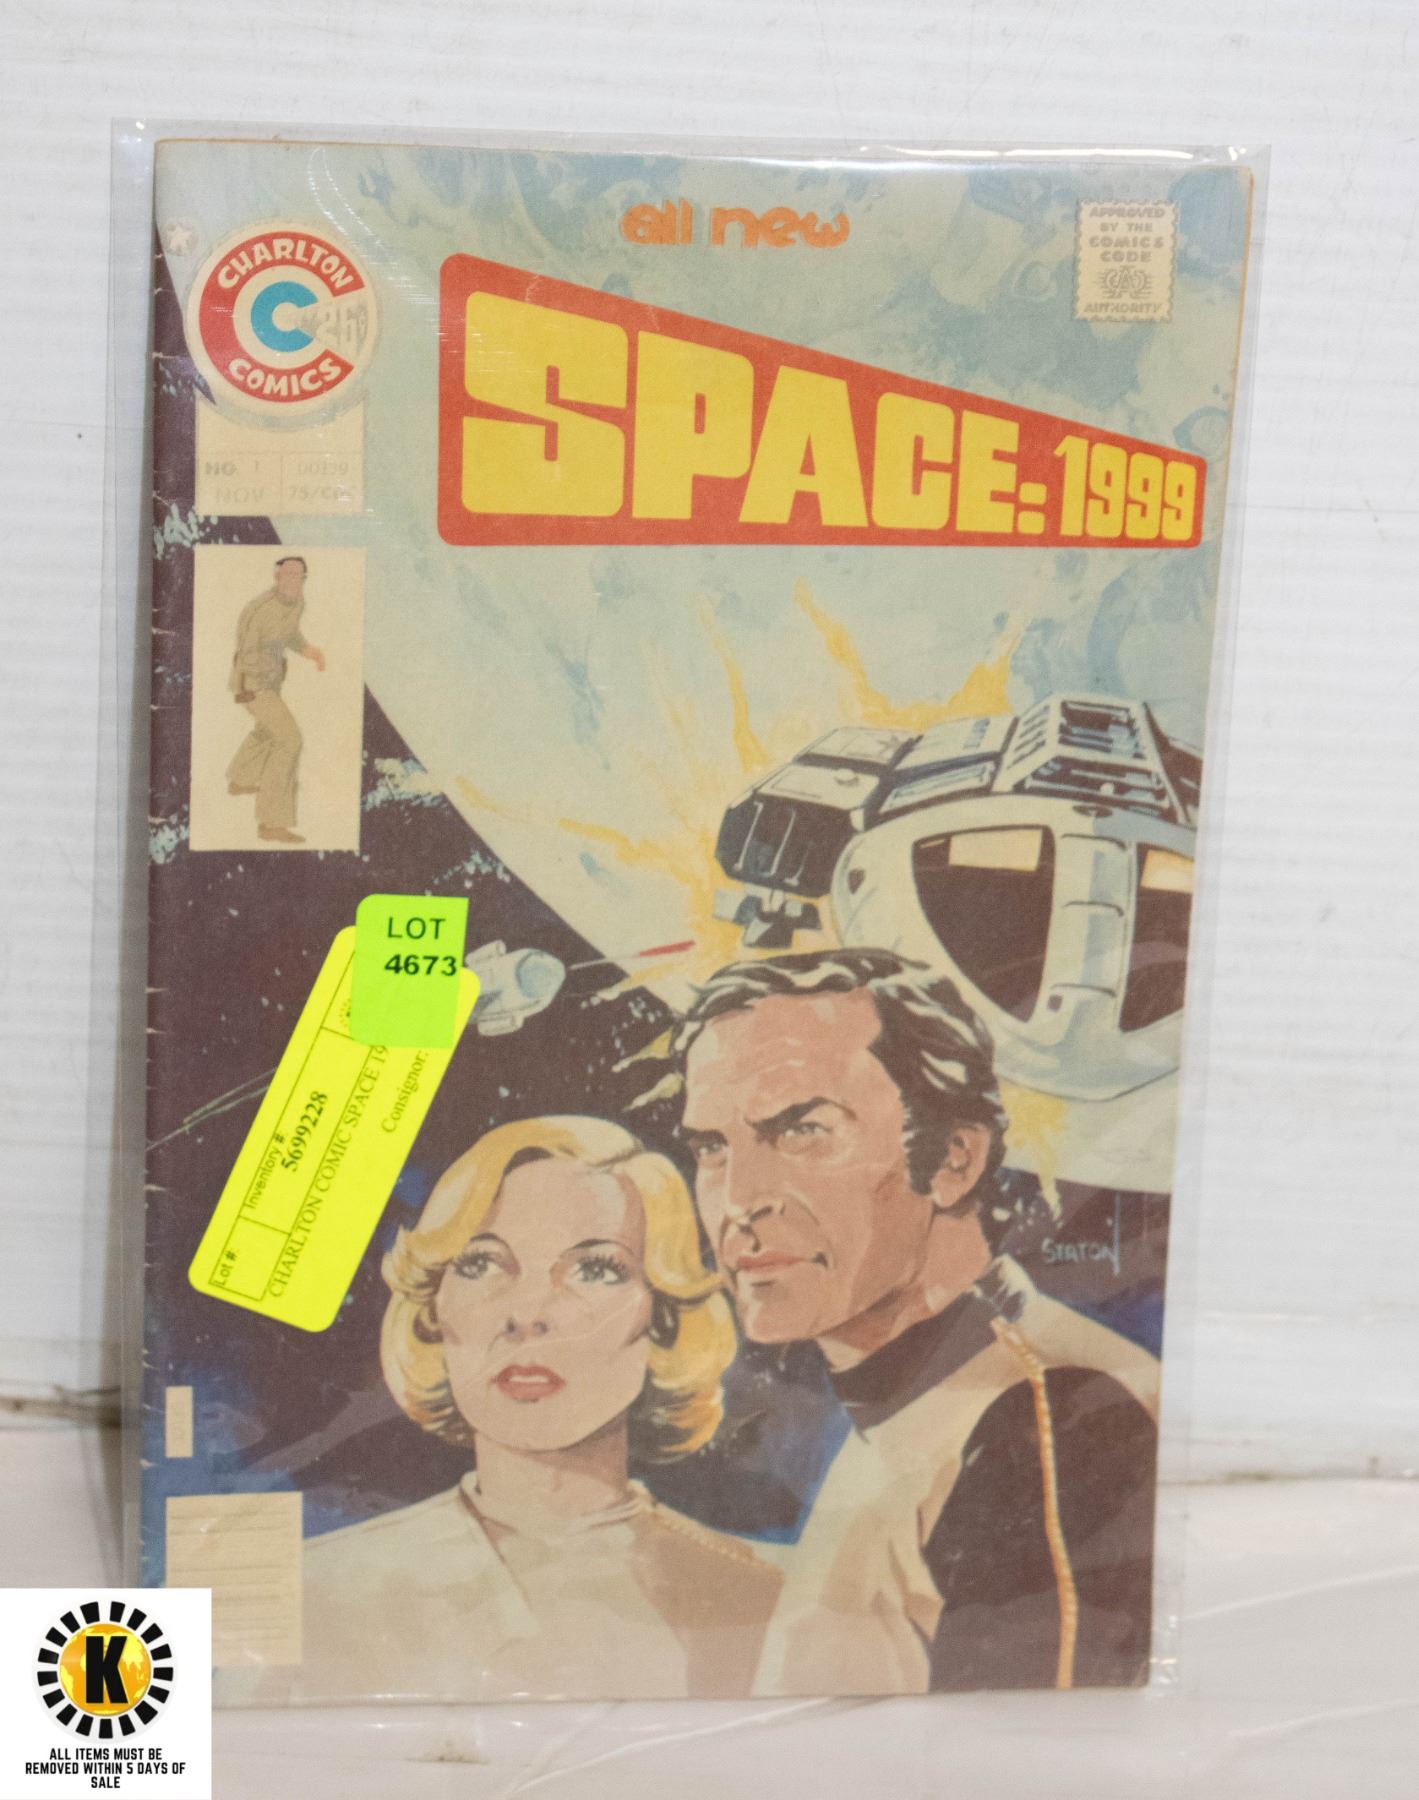 all new
APPROVED
BY THE
COMICS
CODE
AUTHORITY
CHARLTON
C
COMICS
SPACE: 1999
NO 1
NOV
75/Cdc
LOT
4673
Lot #:
Inventory #:
5699228
CHARLTON COMIC SPACE 19
Consignor:
STATON
K
ALL ITEMS MUST BE
REMOVED WITHIN 5 DAYS OF
SALE